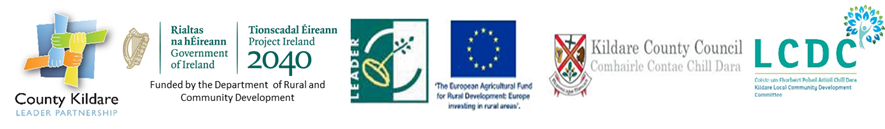 County Kildare
LEADER PARTNERSHIP
Rialtas
na hÉireann
Government
of Ireland
Tionscadal Éireann
Project Ireland
2040
Funded by the Department of Rural and
Community Development
LEADER
'The European Agricultural Fund
for Rural Development: Europe
investing in rural areas'.
Kildare County Council
Comhairle Contae Chill Dara
LCDC
Kildare Local Community Development
Committee